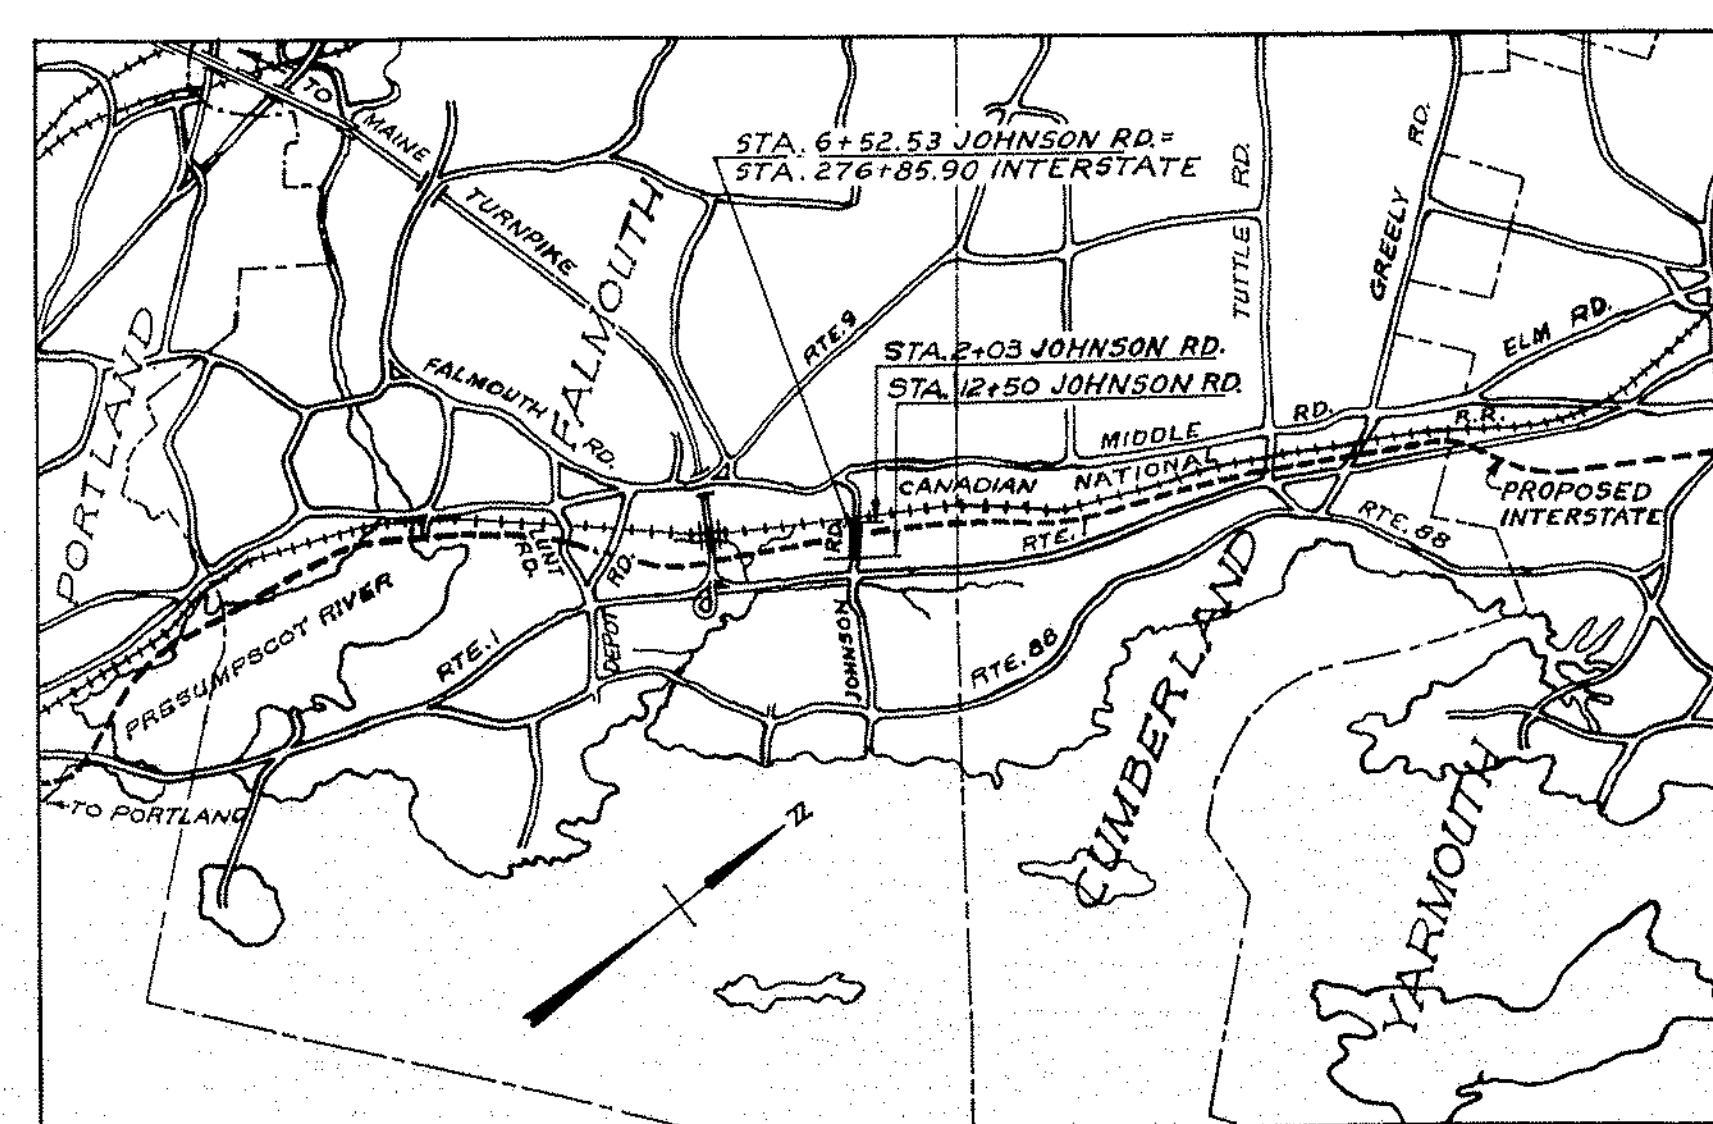 TO
MAINE
TURNPIKE
STA. 6+52.53 JOHNSON RD.=
STA. 276+85.90 INTERSTATE
FALMOUTH
PORTLAND
FALMOUTH RD.
RTE. 9
STA. 2+03 JOHNSON RD.
STA. 12+50 JOHNSON RD.
TUTTLE RD.
GREELY RD.
ELM RD.
MIDDLE RD.
CANADIAN NATIONAL R.R.
PROPOSED
INTERSTATE
LUNT
RD.
RD.
RTE. 1
RTE. 88
PRESUMPSCOT RIVER
RTE. 1
DEPOT RD.
JOHNSON
RTE. 88
CUMBERLAND
YARMOUTH
←TO PORTLAND
N